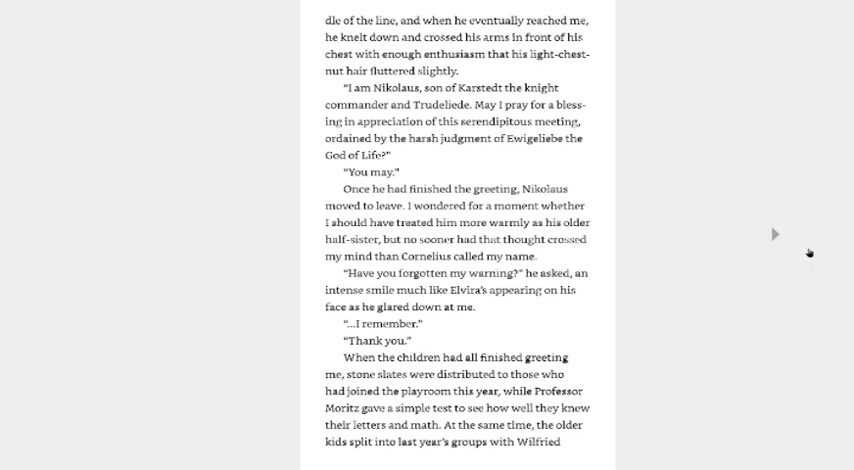 dle of the line, and when he eventually reached me,
he knelt down and crossed his arms in front of his
chest with enough enthusiasm that his light-chest-
nut hair fluttered slightly.
“I am Nikolaus, son of Karstedt the knight
commander and Trudeliede. May I pray for a bless-
ing in appreciation of this serendipitous meeting,
ordained by the harsh judgment of Ewigeliebe the
God of Life?”
“You may.”
Once he had finished the greeting, Nikolaus
moved to leave. I wondered for a moment whether
I should have treated him more warmly as his older
half-sister, but no sooner had that thought crossed
my mind than Cornelius called my name.
“Have you forgotten my warning?” he asked, an
intense smile much like Elvira’s appearing on his
face as he glared down at me.
“...I remember.”
“Thank you.”
When the children had all finished greeting
me, stone slates were distributed to those who
had joined the playroom this year, while Professor
Moritz gave a simple test to see how well they knew
their letters and math. At the same time, the older
kids split into last year’s groups with Wilfried